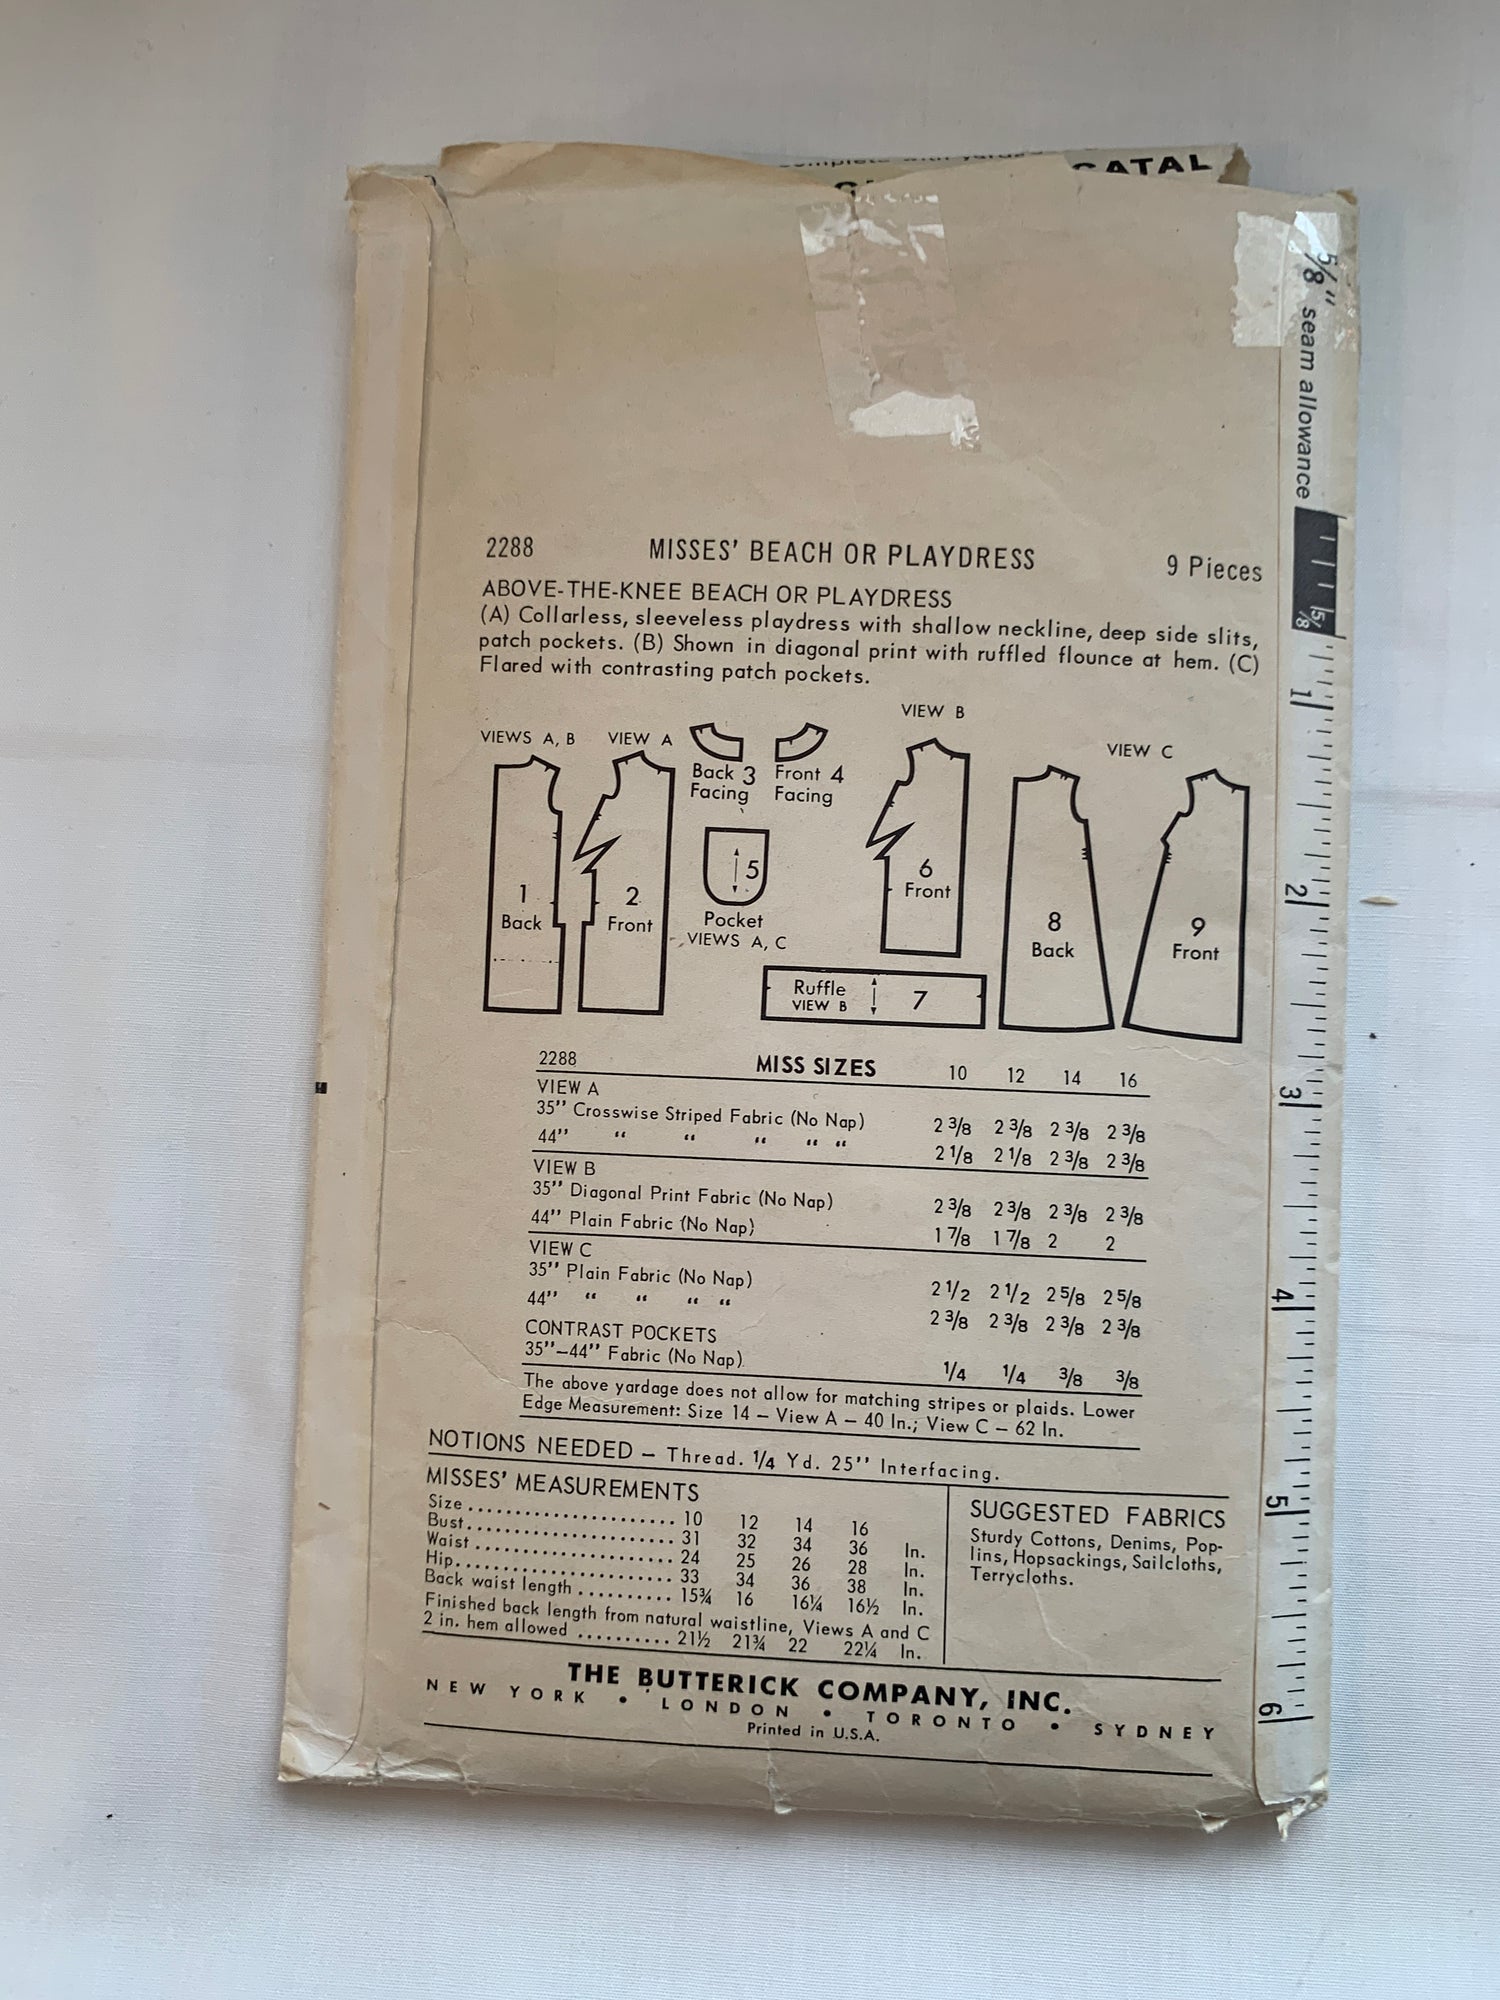 CATAL
5/8" seam allowance
5/8
1
2
3
4
5
6
2288 MISSES' BEACH OR PLAYDRESS 9 Pieces
ABOVE-THE-KNEE BEACH OR PLAYDRESS
(A) Collarless, sleeveless playdress with shallow neckline, deep side slits,
patch pockets. (B) Shown in diagonal print with ruffled flounce at hem. (C)
Flared with contrasting patch pockets.
VIEWS A, B
VIEW A
VIEW B
VIEW C
Back 3
Facing
Front 4
Facing
1
Back
2
Front
5
Pocket
VIEWS A, C
6
Front
Ruffle
VIEW B
7
8
Back
9
Front
2288 MISS SIZES 10 12 14 16
VIEW A
35" Crosswise Striped Fabric (No Nap) 2 3/8 2 3/8 2 3/8 2 3/8
44" " " " " " 2 1/8 2 1/8 2 3/8 2 3/8
VIEW B
35" Diagonal Print Fabric (No Nap) 2 3/8 2 3/8 2 3/8 2 3/8
44" Plain Fabric (No Nap) 1 7/8 1 7/8 2 2
VIEW C
35" Plain Fabric (No Nap) 2 1/2 2 1/2 2 5/8 2 5/8
44" " " " " 2 3/8 2 3/8 2 3/8 2 3/8
CONTRAST POCKETS
35"–44" Fabric (No Nap) 1/4 1/4 3/8 3/8
The above yardage does not allow for matching stripes or plaids. Lower
Edge Measurement: Size 14 – View A – 40 In.; View C – 62 In.
NOTIONS NEEDED – Thread. 1/4 Yd. 25" Interfacing.
MISSES' MEASUREMENTS
Size ........................ 10 12 14 16
Bust ........................ 31 32 34 36 In.
Waist ....................... 24 25 26 28 In.
Hip ......................... 33 34 36 38 In.
Back waist length .......... 15¾ 16 16¼ 16½ In.
Finished back length from natural waistline, Views A and C
2 in. hem allowed .......... 21½ 21¾ 22 22¼ In.
SUGGESTED FABRICS
Sturdy Cottons, Denims, Pop-
lins, Hopsackings, Sailcloths,
Terrycloths.
THE BUTTERICK COMPANY, INC.
NEW YORK • LONDON • TORONTO • SYDNEY
Printed in U.S.A.